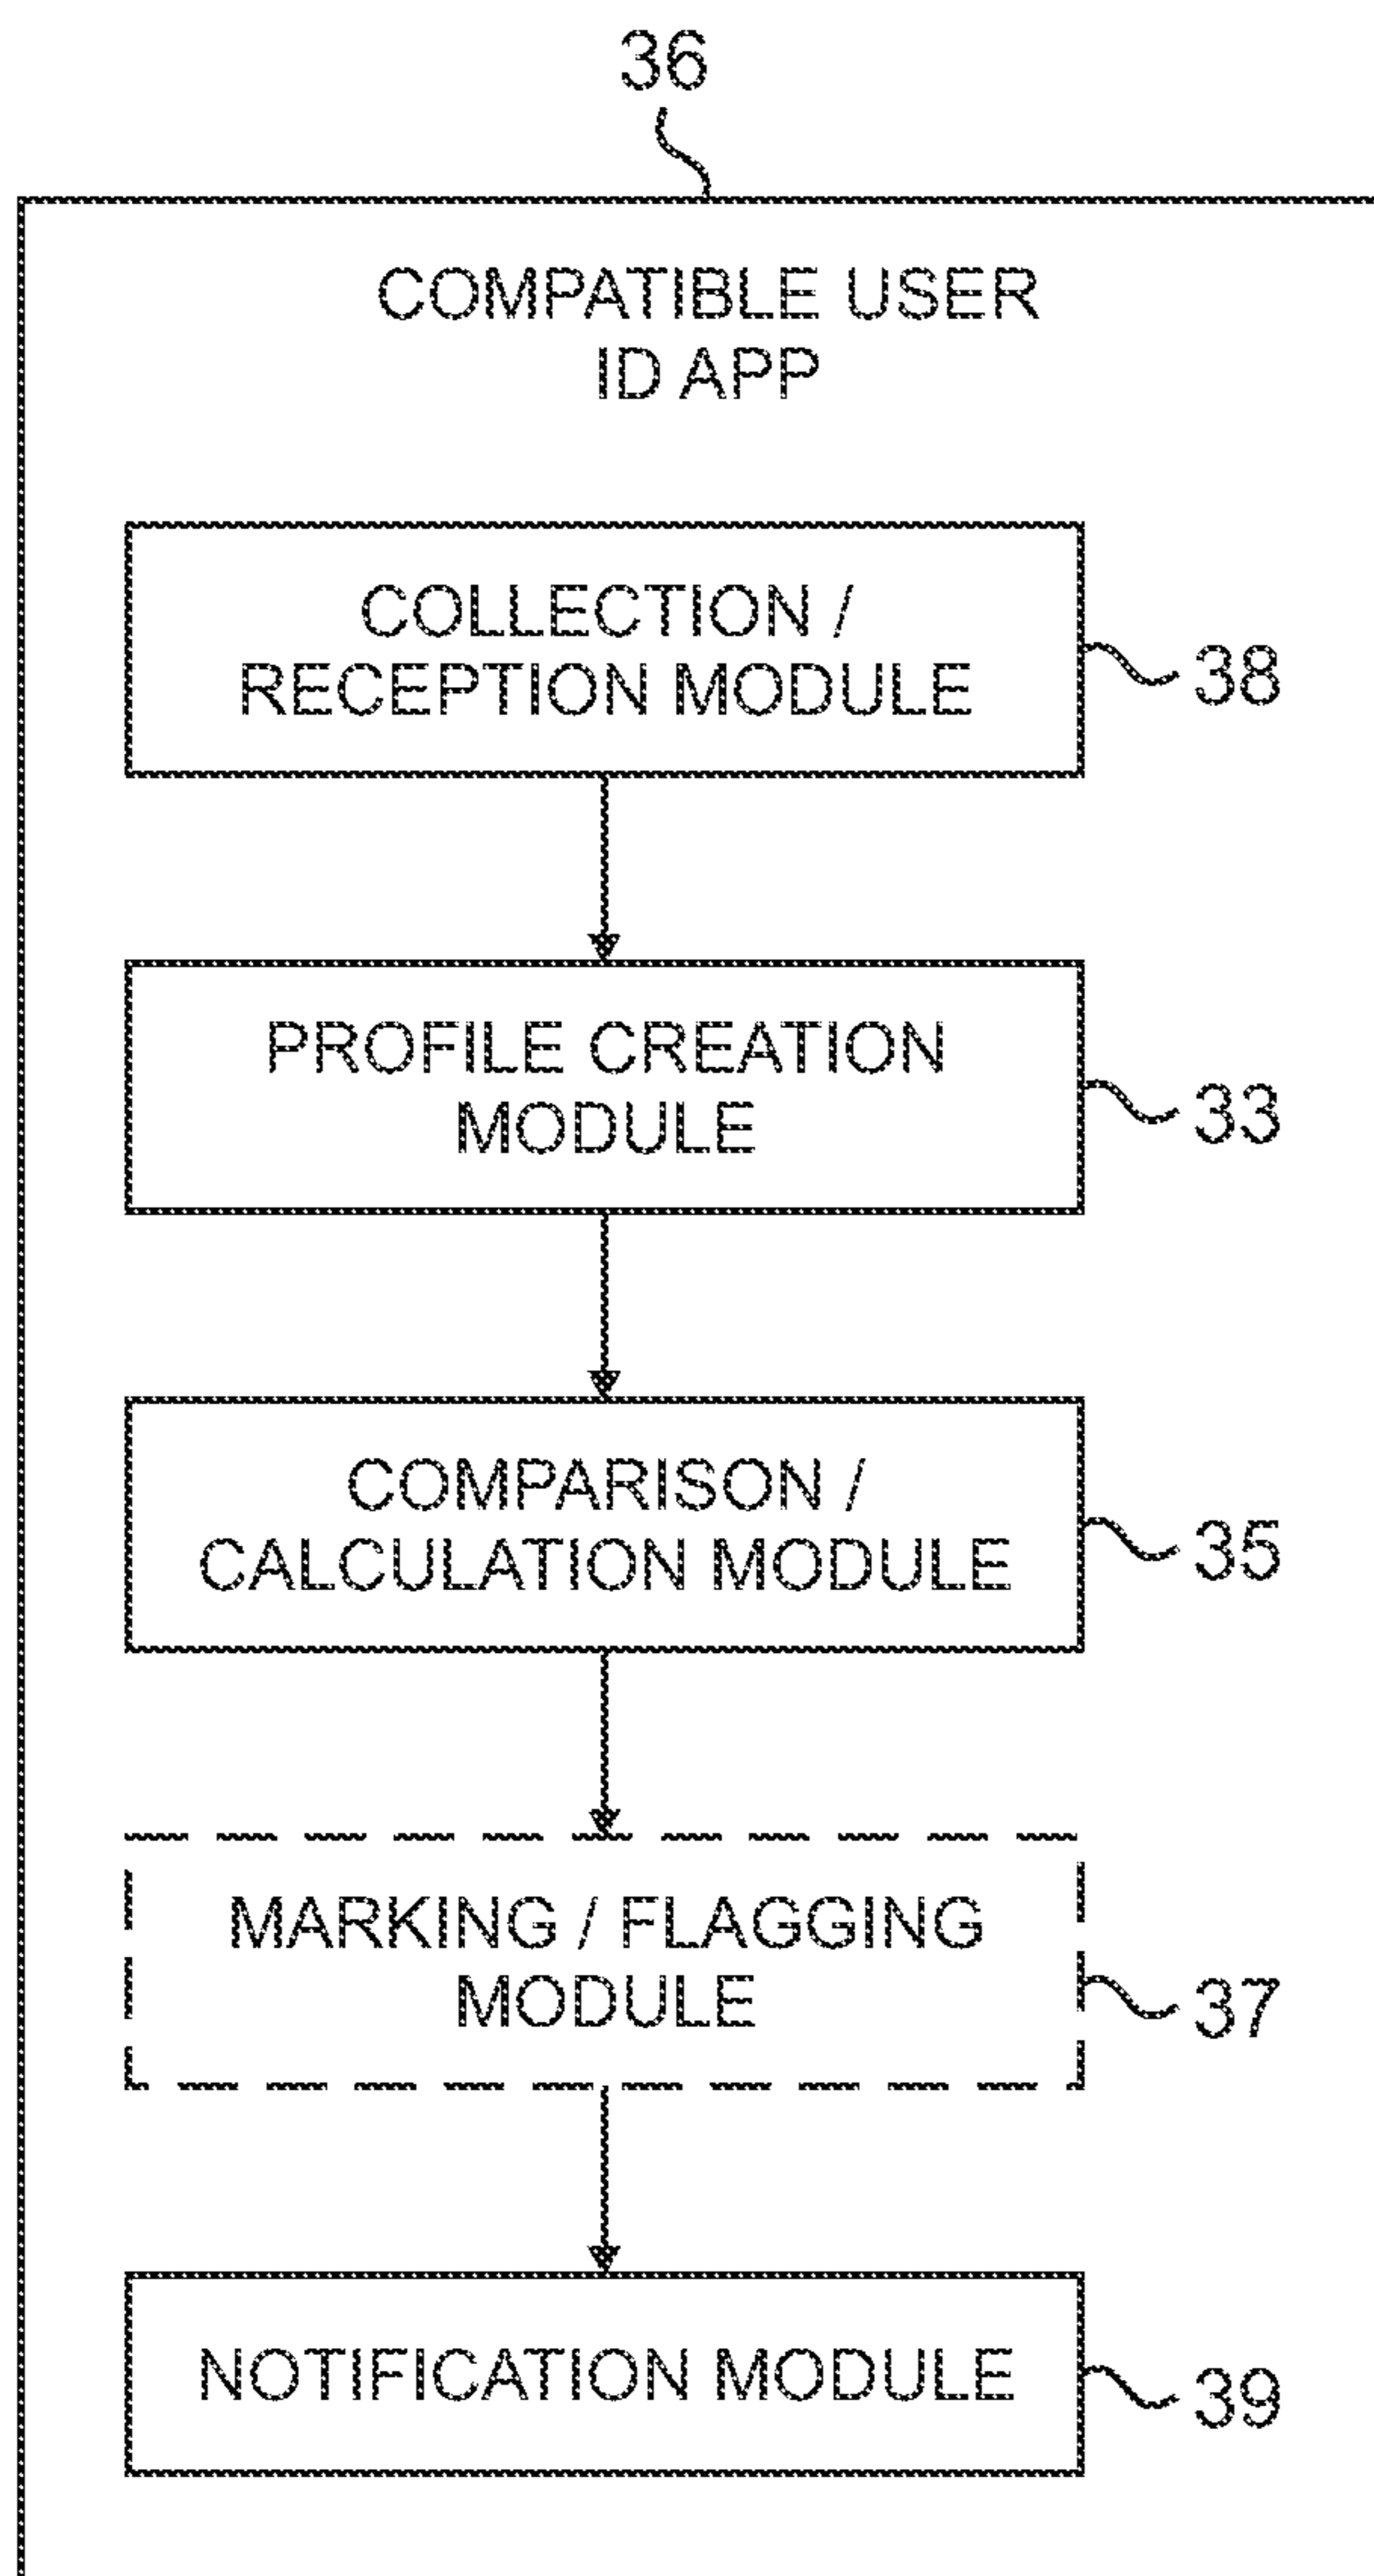 36
COMPATIBLE USER
ID APP
COLLECTION /
RECEPTION MODULE
38
PROFILE CREATION
MODULE
33
COMPARISON /
CALCULATION MODULE
35
MARKING / FLAGGING
MODULE
37
NOTIFICATION MODULE
39